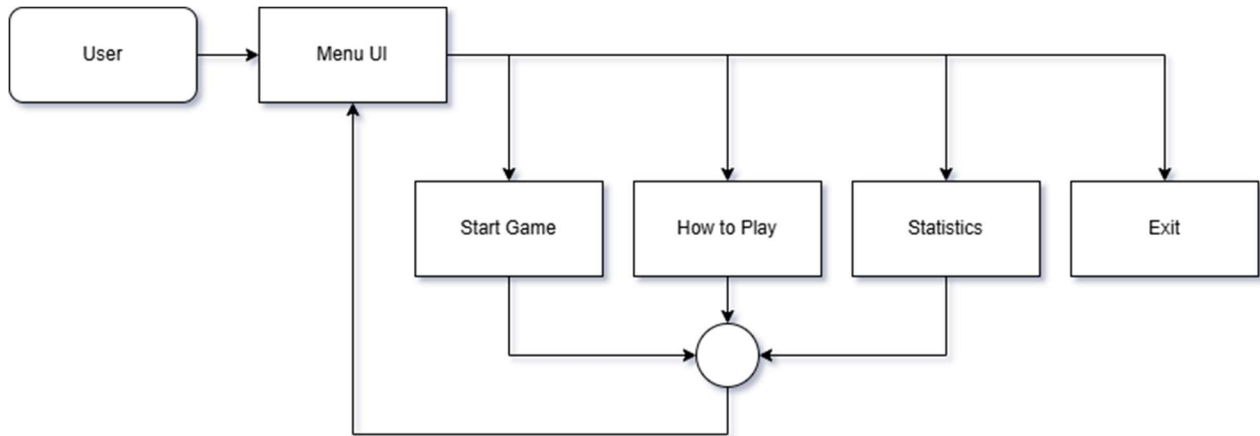 User
Menu UI
Start Game
How to Play
Statistics
Exit